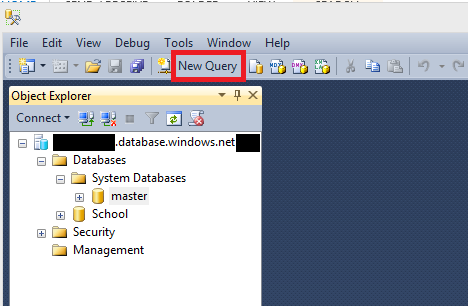 File Edit View Debug Tools Window Help
New Query
Object Explorer
Connect
.database.windows.net
Databases
System Databases
master
School
Security
Management